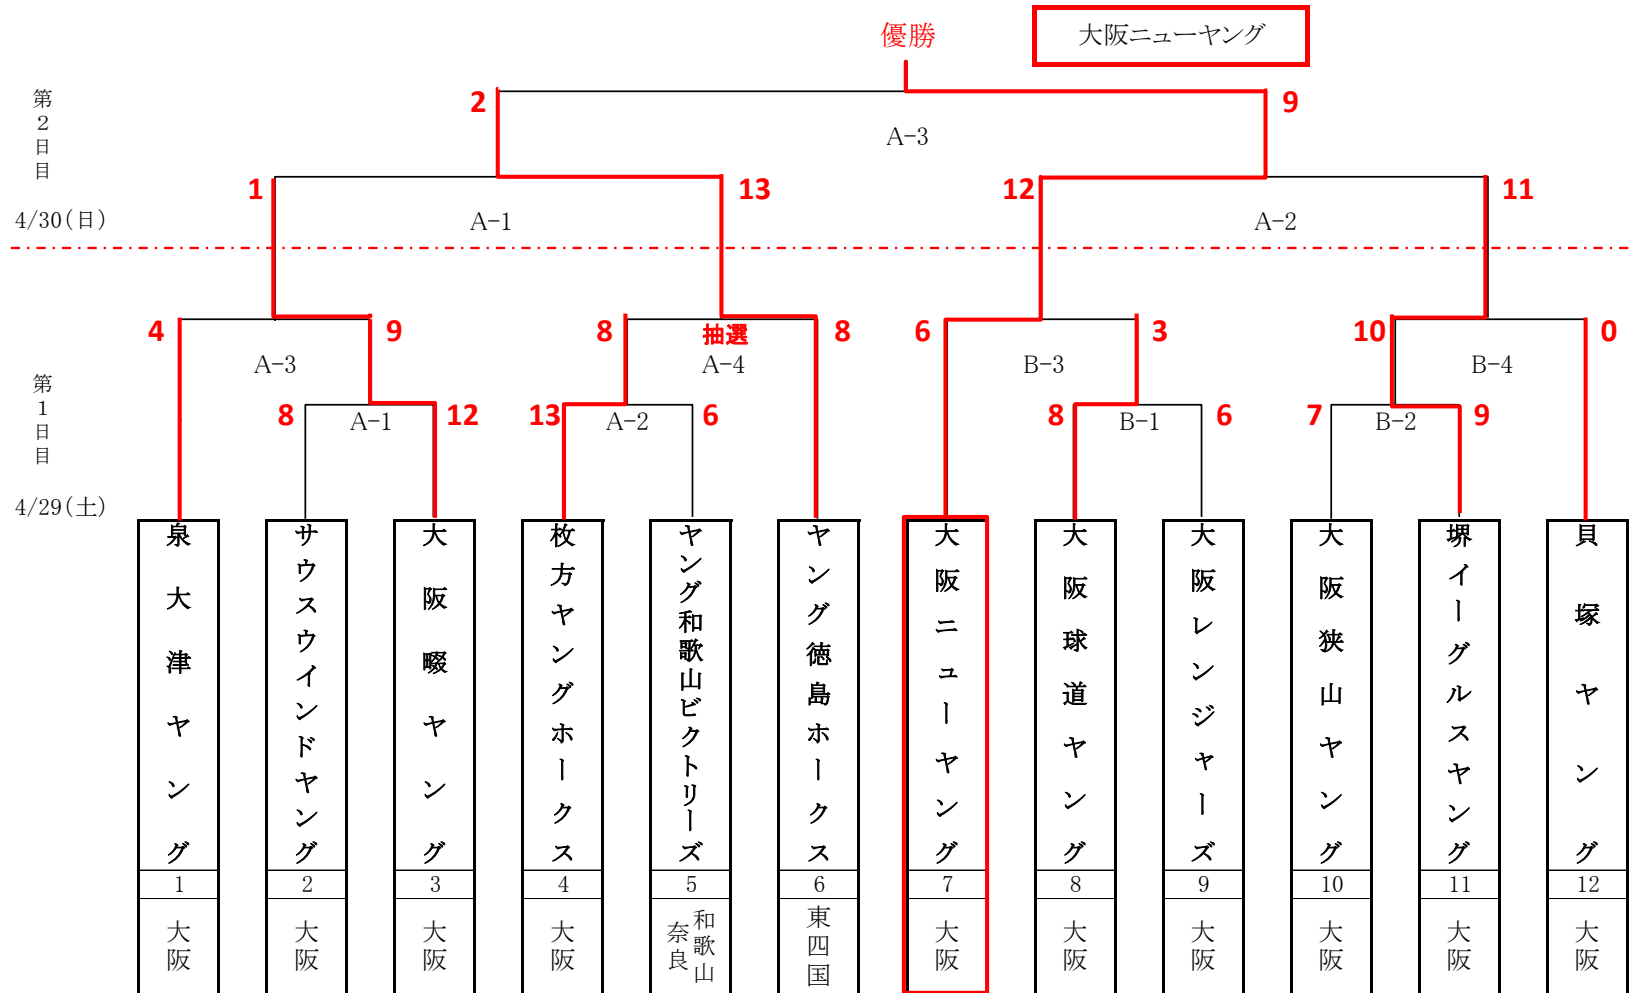 優勝
大阪ニューヤング
第2日目
2
9
A-3
1
13
12
11
4/30(日)
A-1
A-2
4
9
8
抽選
8
6
3
10
0
A-3
A-4
B-3
B-4
第1日目
8
A-1
12
13
A-2
6
8
B-1
6
7
B-2
9
4/29(土)
泉大津ヤング
サウスウインドヤング
大阪畷ヤング
枚方ヤングホークス
ヤング和歌山ビクトリーズ
ヤング徳島ホークス
大阪ニューヤング
大阪球道ヤング
大阪レンジャーズ
大阪狭山ヤング
堺イーグルスヤング
貝塚ヤング
1
2
3
4
5
6
7
8
9
10
11
12
大阪
大阪
大阪
大阪
和歌山
奈良
東四国
大阪
大阪
大阪
大阪
大阪
大阪